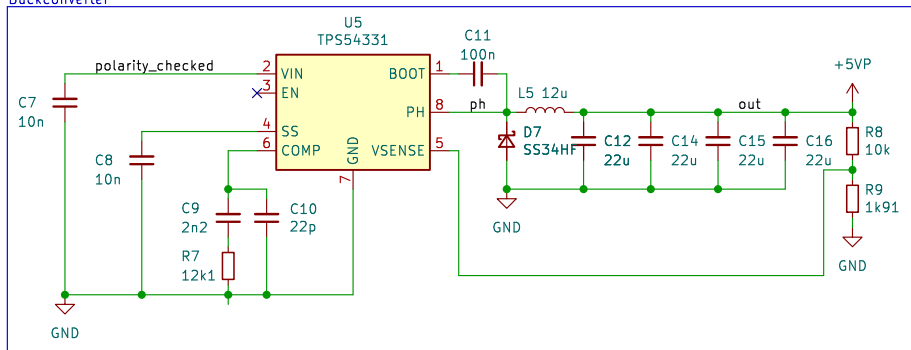 Buckconverter
U5
TPS54331
polarity_checked
2
VIN
BOOT
1
C11
100n
3
EN
C7
10n
PH
8
ph
L5 12u
out
+5VP
4
SS
D7
SS34HF
C12
22u
C14
22u
C15
22u
C16
22u
R8
10k
6
COMP
VSENSE
5
C8
10n
GND
7
R9
1k91
C9
2n2
C10
22p
GND
R7
12k1
GND
GND